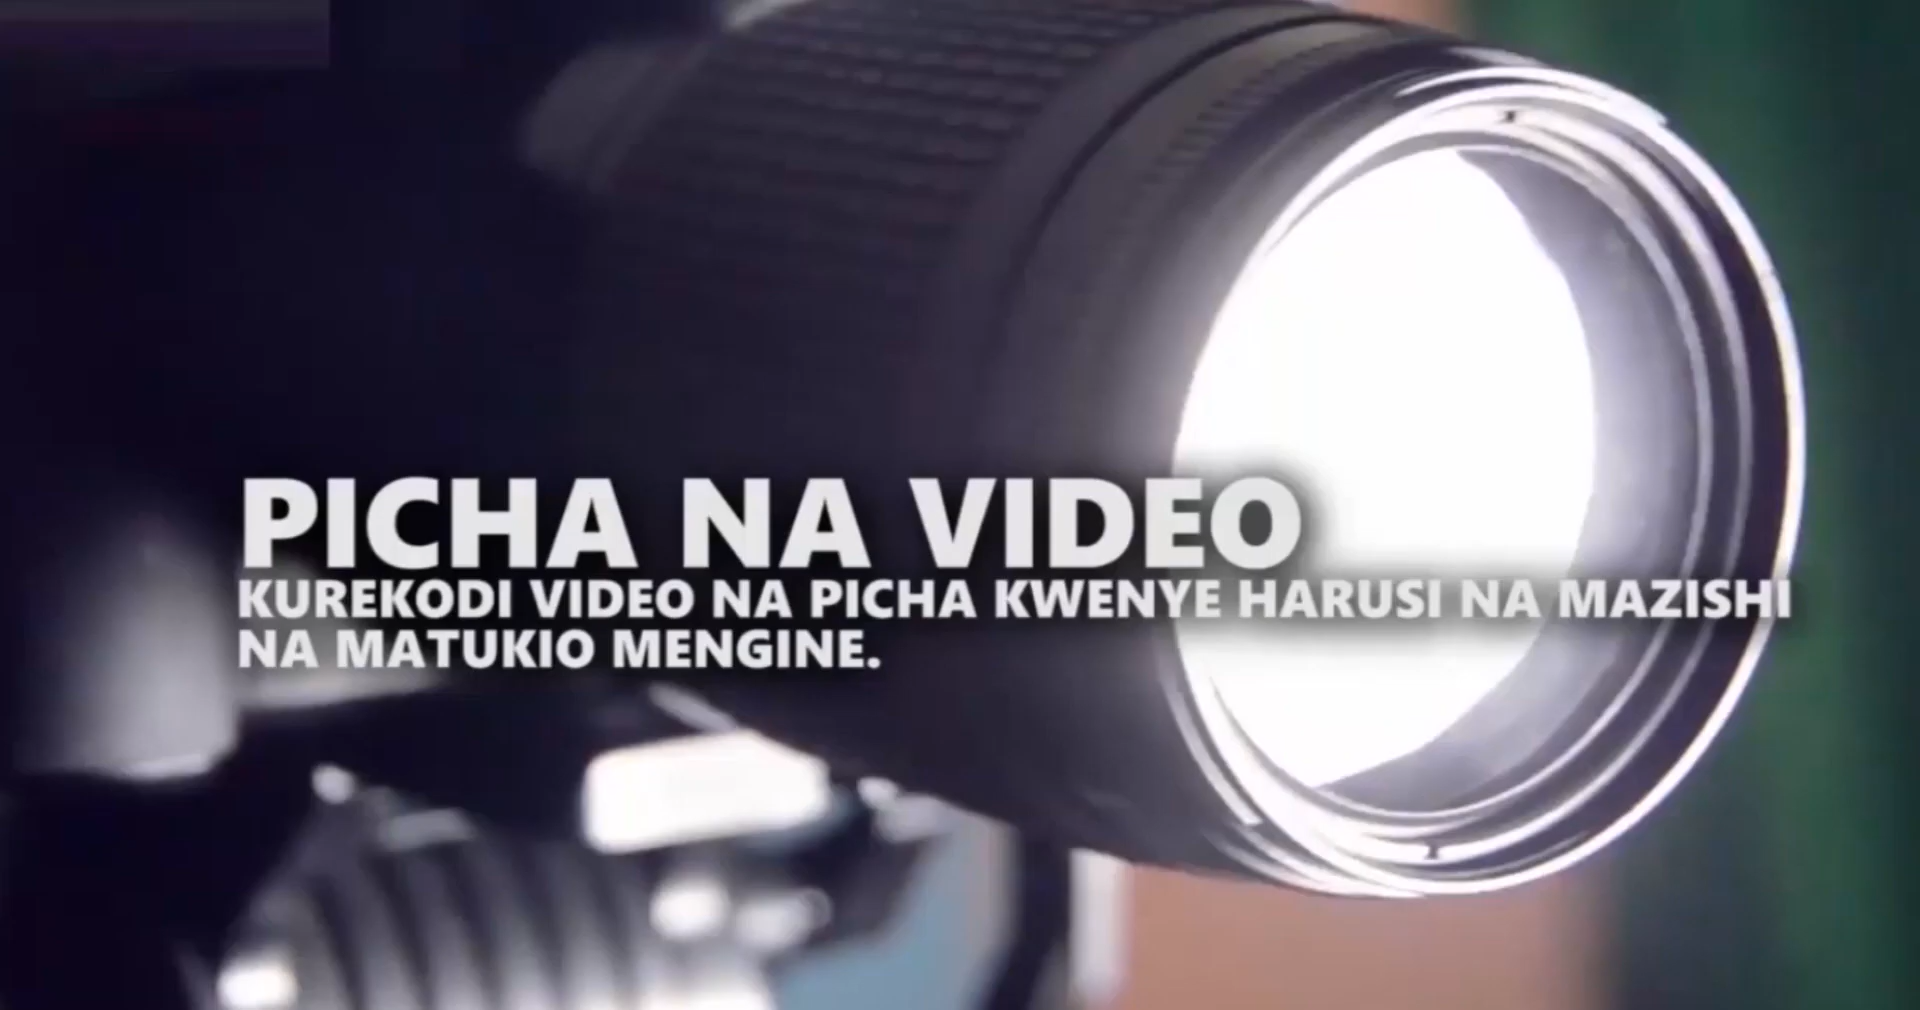 PICHA NA VIDEO
KUREKODI VIDEO NA PICHA KWENYE HARUSI NA MAZISHI
NA MATUKIO MENGINE.